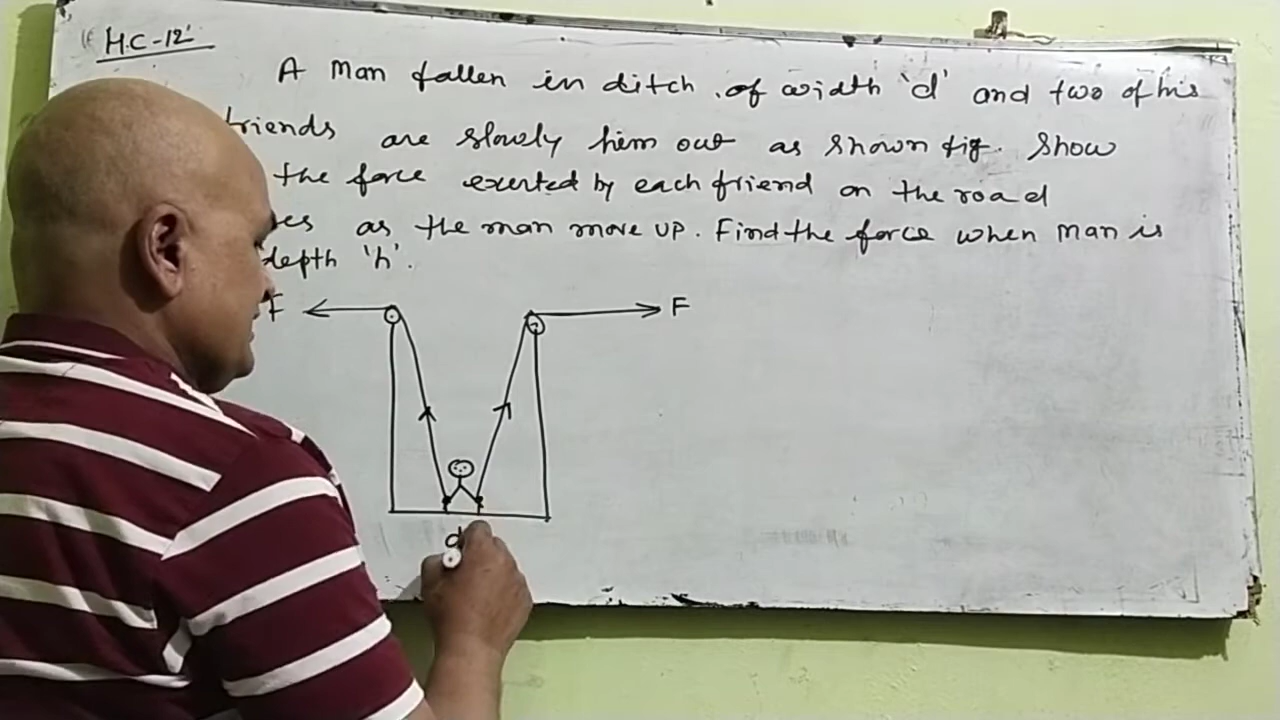 H.C-12'
A Man fallen in ditch of width 'd' and two of his
friends are slowly him out as shown fig. Show
the force exerted by each friend on the road
as the man move up. Find the force when man is
depth 'h'.
F F
d